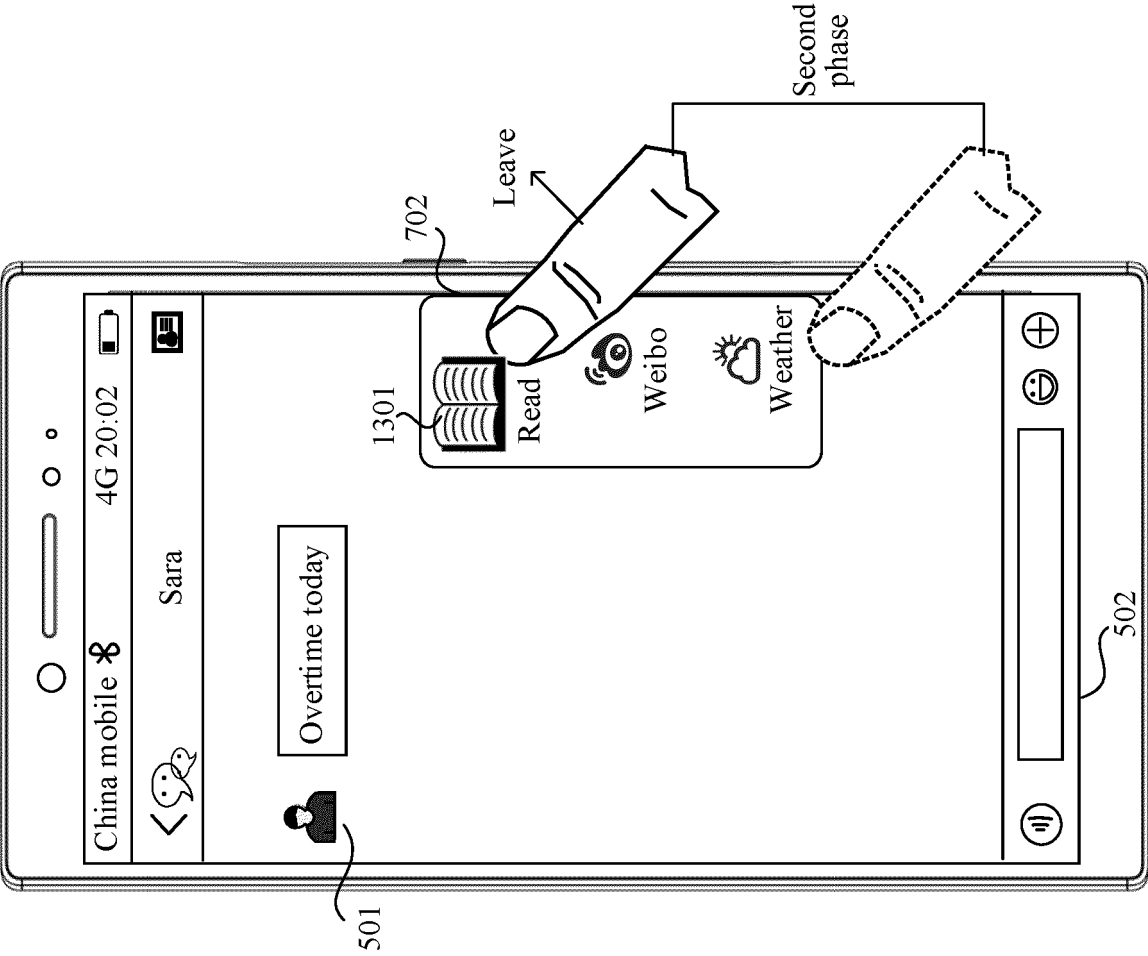 China mobile 4G 20:02
Sara
501
Overtime today
1301
702
Read
Leave
Weibo
Weather
Second
phase
502